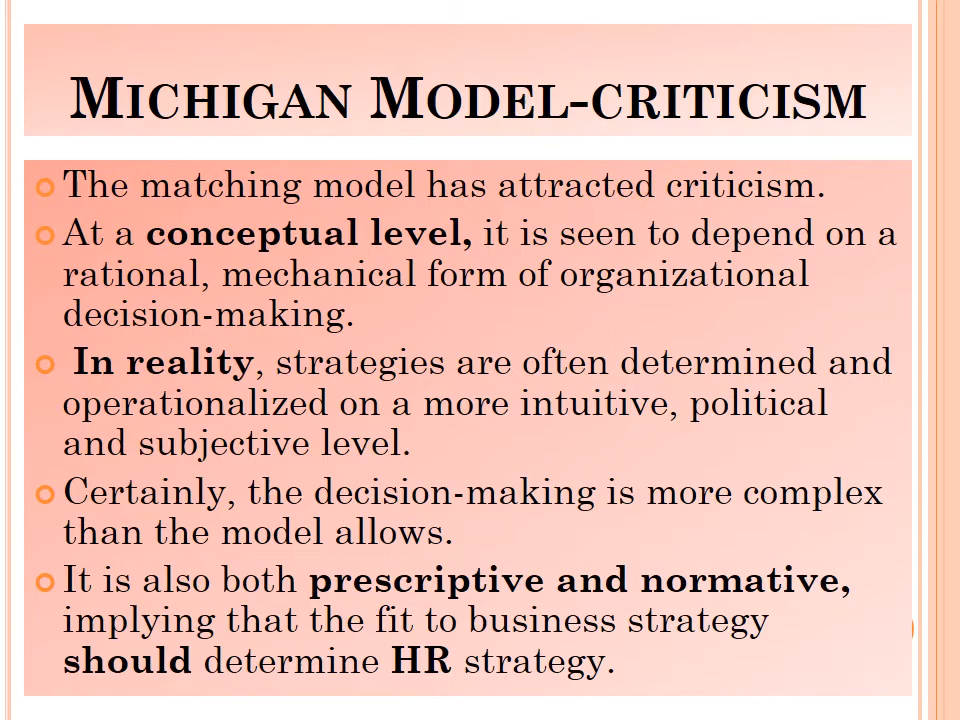 MICHIGAN MODEL-CRITICISM
The matching model has attracted criticism.
At a conceptual level, it is seen to depend on a
rational, mechanical form of organizational
decision-making.
In reality, strategies are often determined and
operationalized on a more intuitive, political
and subjective level.
Certainly, the decision-making is more complex
than the model allows.
It is also both prescriptive and normative,
implying that the fit to business strategy
should determine HR strategy.